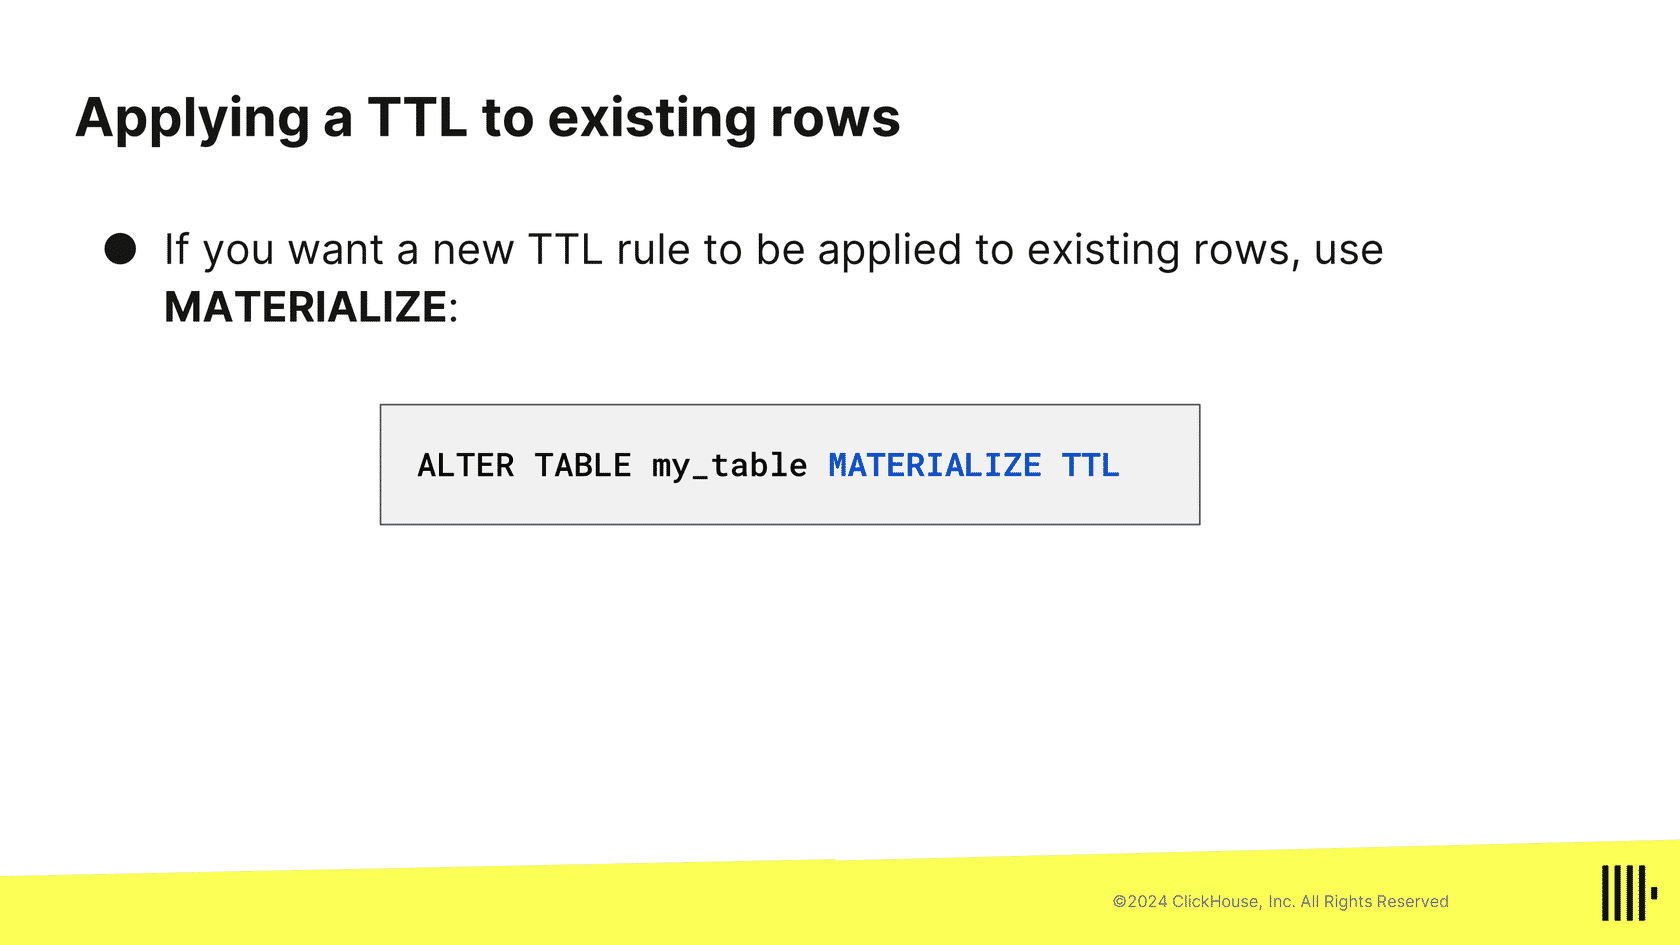 Applying a TTL to existing rows
● If you want a new TTL rule to be applied to existing rows, use
MATERIALIZE:
ALTER TABLE my_table MATERIALIZE TTL
©2024 ClickHouse, Inc. All Rights Reserved